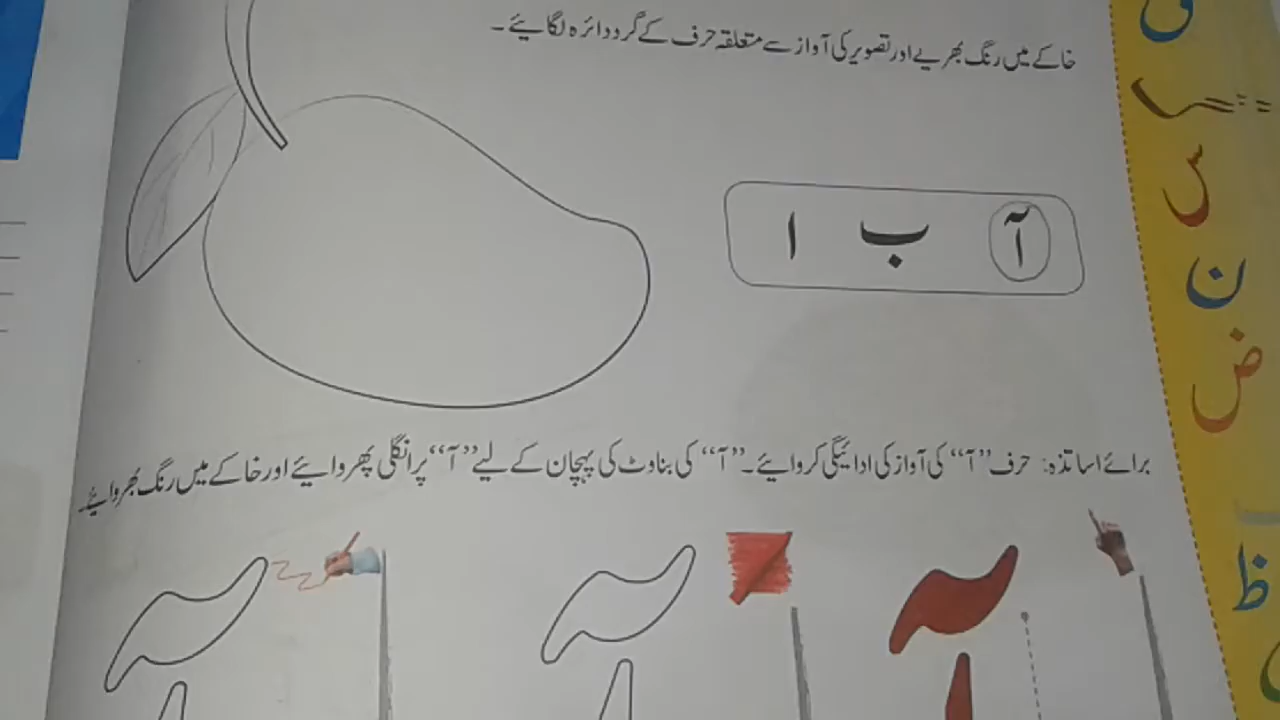 خاکے میں رنگ بھریے اور تصویر کی آواز سے متعلقہ حرف کے گرد دائرہ لگائیے ۔
آ ب ا
برائے اساتذہ: حرف ”آ“ کی آواز کی ادائیگی کروائیے ۔ ”آ“ کی بناوٹ کی پہچان کے لیے ”آ“ پر انگلی پھروائیے اور خاکے میں رنگ بھروائیے۔
آ آ آ
س
ن
ض
ظ